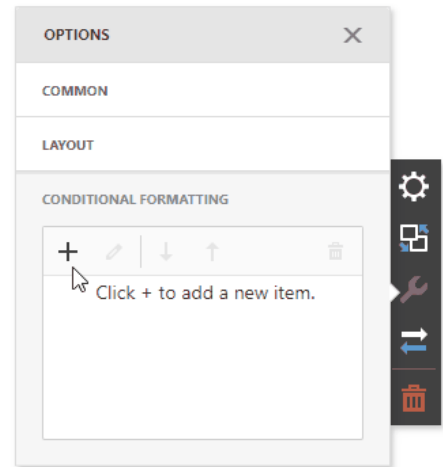 OPTIONS
COMMON
LAYOUT
CONDITIONAL FORMATTING
Click + to add a new item.